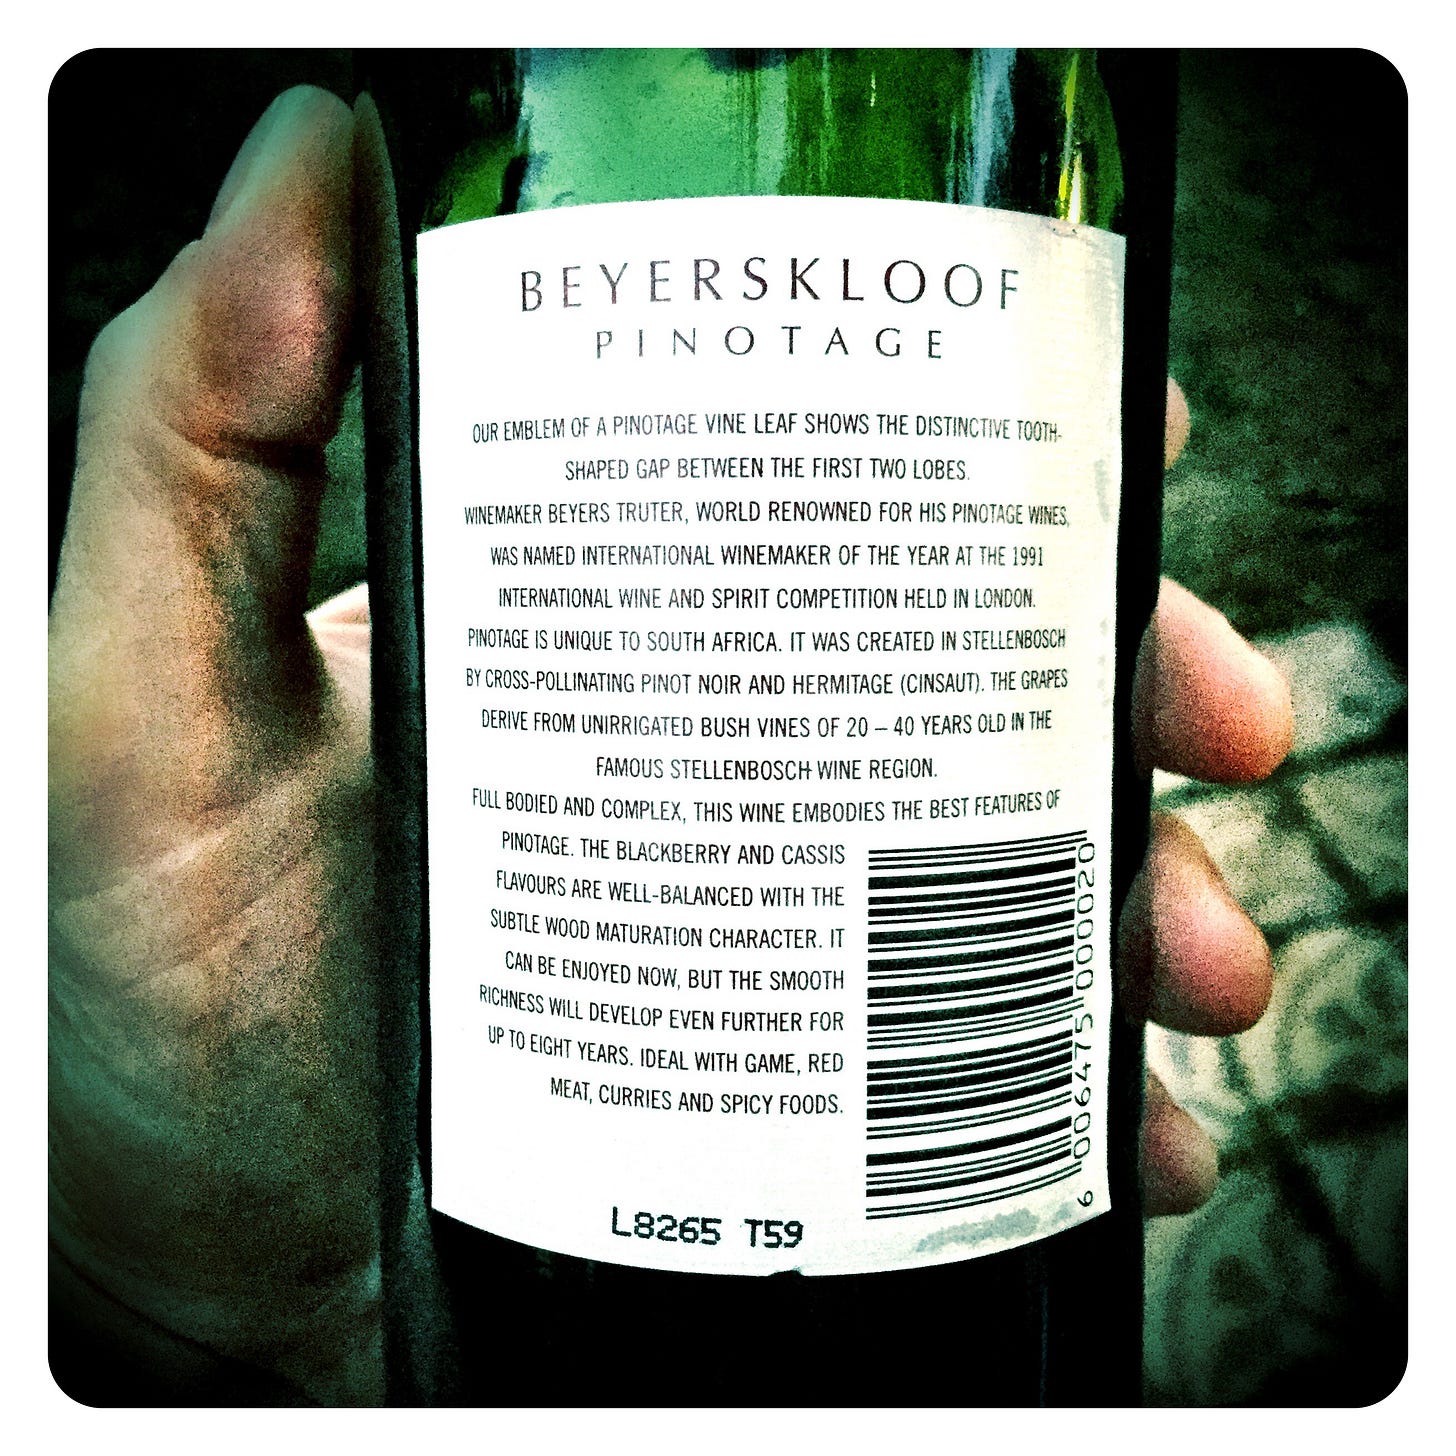 BEYERSKLOOF
PINOTAGE
OUR EMBLEM OF A PINOTAGE VINE LEAF SHOWS THE DISTINCTIVE TOOTH-
SHAPED GAP BETWEEN THE FIRST TWO LOBES.
WINEMAKER BEYERS TRUTER, WORLD RENOWNED FOR HIS PINOTAGE WINES,
WAS NAMED INTERNATIONAL WINEMAKER OF THE YEAR AT THE 1991
INTERNATIONAL WINE AND SPIRIT COMPETITION HELD IN LONDON.
PINOTAGE IS UNIQUE TO SOUTH AFRICA. IT WAS CREATED IN STELLENBOSCH
BY CROSS-POLLINATING PINOT NOIR AND HERMITAGE (CINSAUT). THE GRAPES
DERIVE FROM UNIRRIGATED BUSH VINES OF 20 – 40 YEARS OLD IN THE
FAMOUS STELLENBOSCH WINE REGION.
FULL BODIED AND COMPLEX, THIS WINE EMBODIES THE BEST FEATURES OF
PINOTAGE. THE BLACKBERRY AND CASSIS
FLAVOURS ARE WELL-BALANCED WITH THE
SUBTLE WOOD MATURATION CHARACTER. IT
CAN BE ENJOYED NOW, BUT THE SMOOTH
RICHNESS WILL DEVELOP EVEN FURTHER FOR
UP TO EIGHT YEARS. IDEAL WITH GAME, RED
MEAT, CURRIES AND SPICY FOODS.
6 006475 000020
L8265 T59